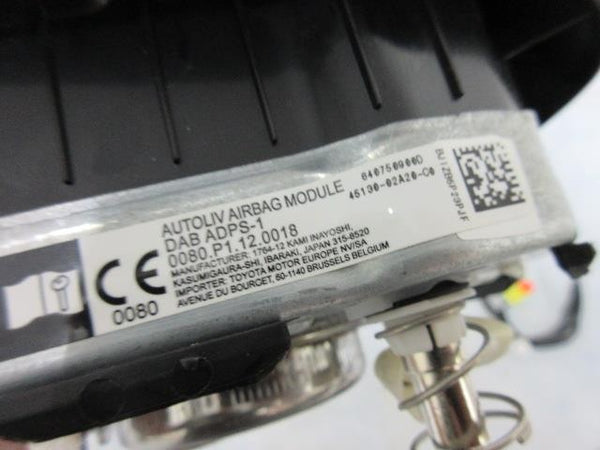 AUTOLIV AIRBAG MODULE
DAB ADPS-1
0080.P1.12.0018
MANUFACTURER: 1764-12 KAMI INAYOSHI,
KASUMIGAURA-SHI, IBARAKI, JAPAN 315-8520
IMPORTER: TOYOTA MOTOR EUROPE NV/SA
AVENUE DU BOURGET, 60-1140 BRUSSELS BELGIUM
CE
0080
640750900D
45130-02A20-C0